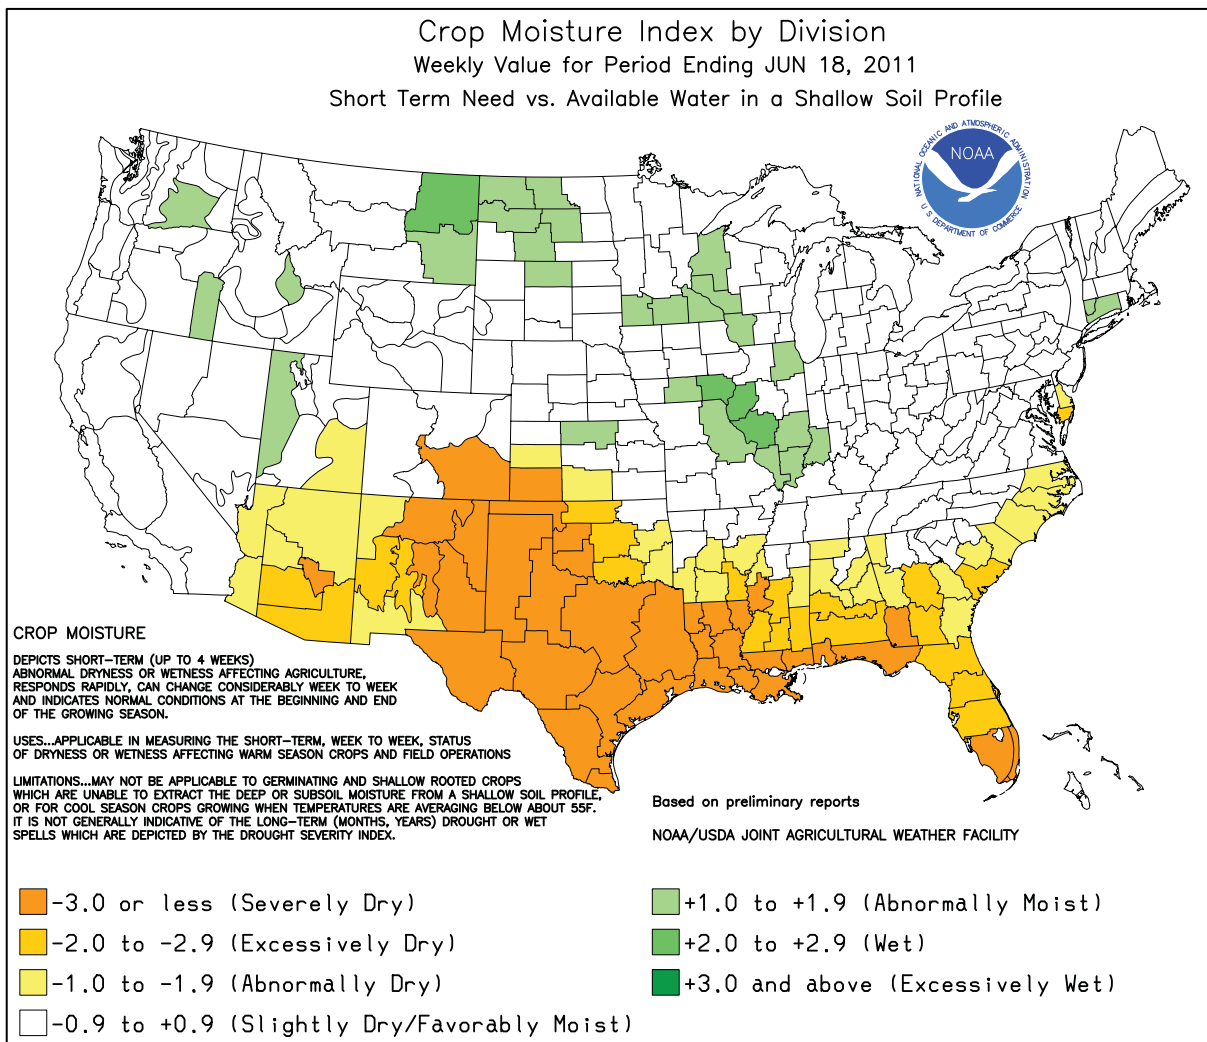 Crop Moisture Index by Division
Weekly Value for Period Ending JUN 18, 2011
Short Term Need vs. Available Water in a Shallow Soil Profile
NATIONAL OCEANIC AND ATMOSPHERIC ADMINISTRATION
NOAA
U S DEPARTMENT OF COMMERCE
CROP MOISTURE
DEPICTS SHORT-TERM (UP TO 4 WEEKS)
ABNORMAL DRYNESS OR WETNESS AFFECTING AGRICULTURE,
RESPONDS RAPIDLY, CAN CHANGE CONSIDERABLY WEEK TO WEEK
AND INDICATES NORMAL CONDITIONS AT THE BEGINNING AND END
OF THE GROWING SEASON.
USES...APPLICABLE IN MEASURING THE SHORT-TERM, WEEK TO WEEK, STATUS
OF DRYNESS OR WETNESS AFFECTING WARM SEASON CROPS AND FIELD OPERATIONS
LIMITATIONS...MAY NOT BE APPLICABLE TO GERMINATING AND SHALLOW ROOTED CROPS
WHICH ARE UNABLE TO EXTRACT THE DEEP OR SUBSOIL MOISTURE FROM A SHALLOW SOIL PROFILE,
OR FOR COOL SEASON CROPS GROWING WHEN TEMPERATURES ARE AVERAGING BELOW ABOUT 55F.
IT IS NOT GENERALLY INDICATIVE OF THE LONG-TERM (MONTHS, YEARS) DROUGHT OR WET
SPELLS WHICH ARE DEPICTED BY THE DROUGHT SEVERITY INDEX.
Based on preliminary reports
NOAA/USDA JOINT AGRICULTURAL WEATHER FACILITY
-3.0 or less (Severely Dry)
-2.0 to -2.9 (Excessively Dry)
-1.0 to -1.9 (Abnormally Dry)
-0.9 to +0.9 (Slightly Dry/Favorably Moist)
+1.0 to +1.9 (Abnormally Moist)
+2.0 to +2.9 (Wet)
+3.0 and above (Excessively Wet)